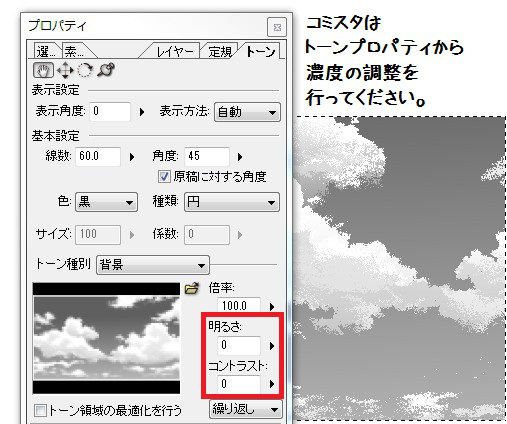 プロパティ
選... 素... レイヤー 定規 トーン
表示設定
表示角度: 0 表示方法: 自動
基本設定
線数: 60.0 角度: 45
原稿に対する角度
色: 黒 種類: 円
サイズ: 100 係数: 0
トーン種別 背景
倍率:
100.0
明るさ:
0
コントラスト:
0
トーン領域の最適化を行う 繰り返し
コミスタは
トーンプロパティから
濃度の調整を
行ってください。